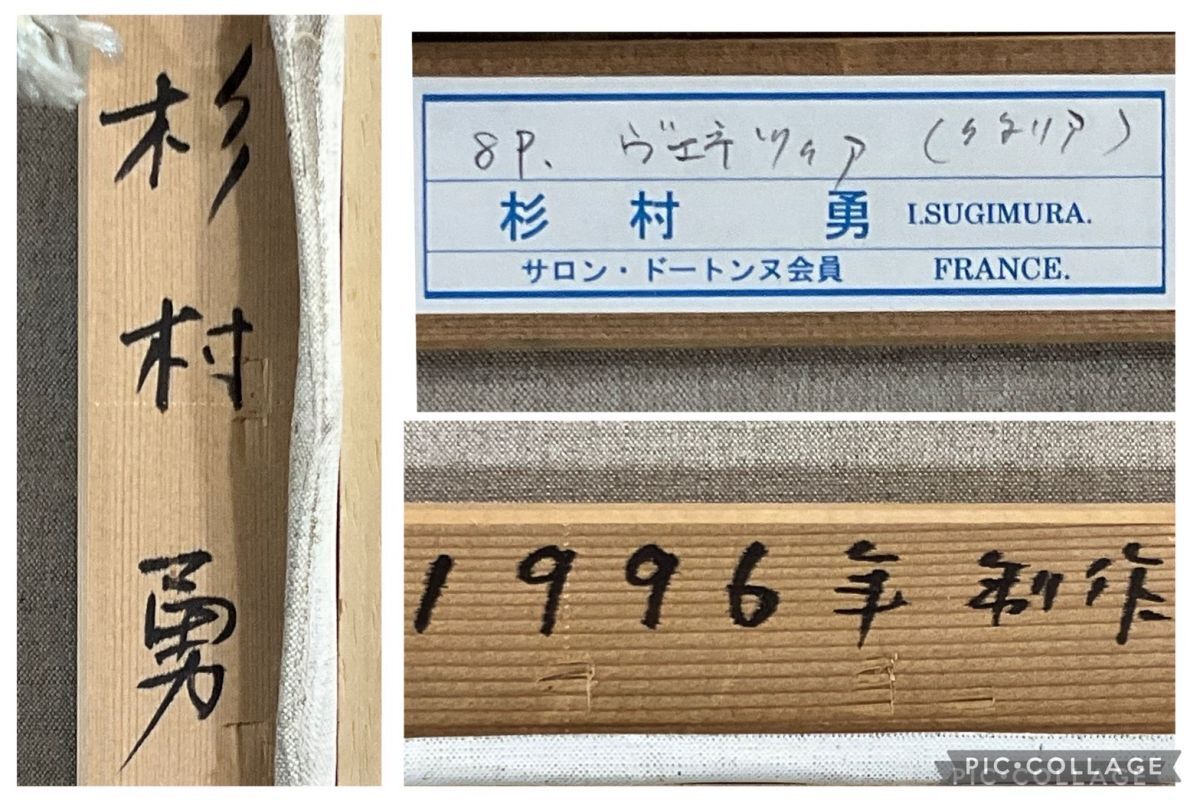 杉村勇
8P. ヴェネツィア (イタリア)
杉 村 勇 I.SUGIMURA.
サロン・ドートンヌ会員 FRANCE.
1996年制作
PIC•COLLAGE